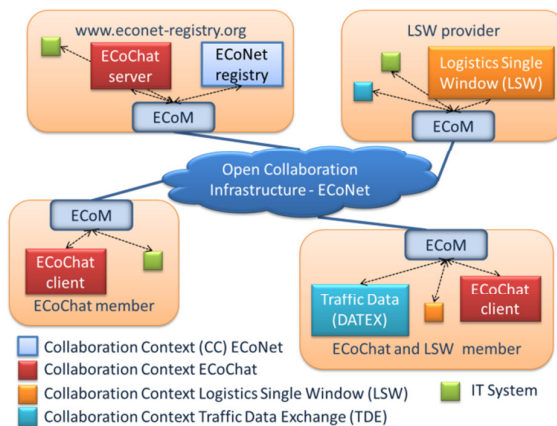 www.econet-registry.org
ECoChat
server
ECoNet
registry
ECoM
LSW provider
Logistics Single
Window (LSW)
ECoM
Open Collaboration
Infrastructure - ECoNet
ECoM
ECoChat
client
ECoChat member
ECoM
Traffic Data
(DATEX)
ECoChat
client
ECoChat and LSW member
Collaboration Context (CC) ECoNet
Collaboration Context ECoChat
Collaboration Context Logistics Single Window (LSW)
Collaboration Context Traffic Data Exchange (TDE)
IT System